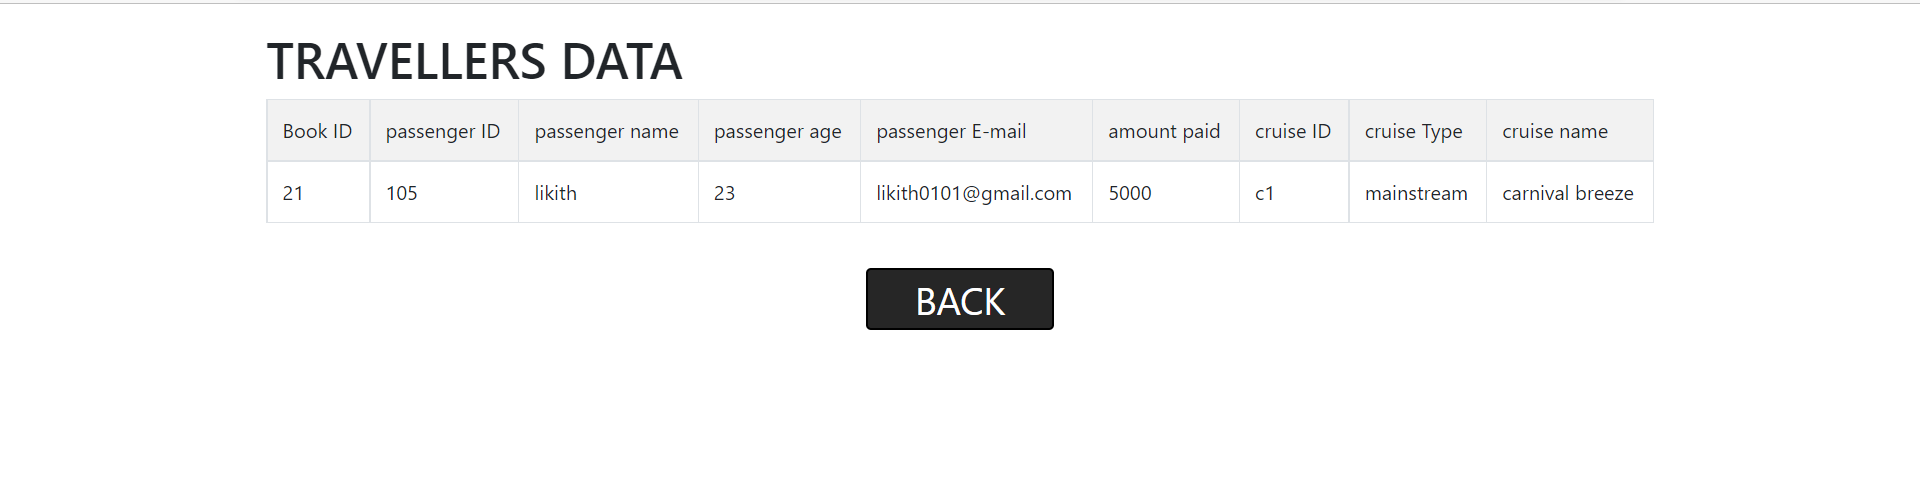 TRAVELLERS DATA
Book ID passenger ID passenger name passenger age passenger E-mail amount paid cruise ID cruise Type cruise name
21 105 likith 23 likith0101@gmail.com 5000 c1 mainstream carnival breeze
BACK